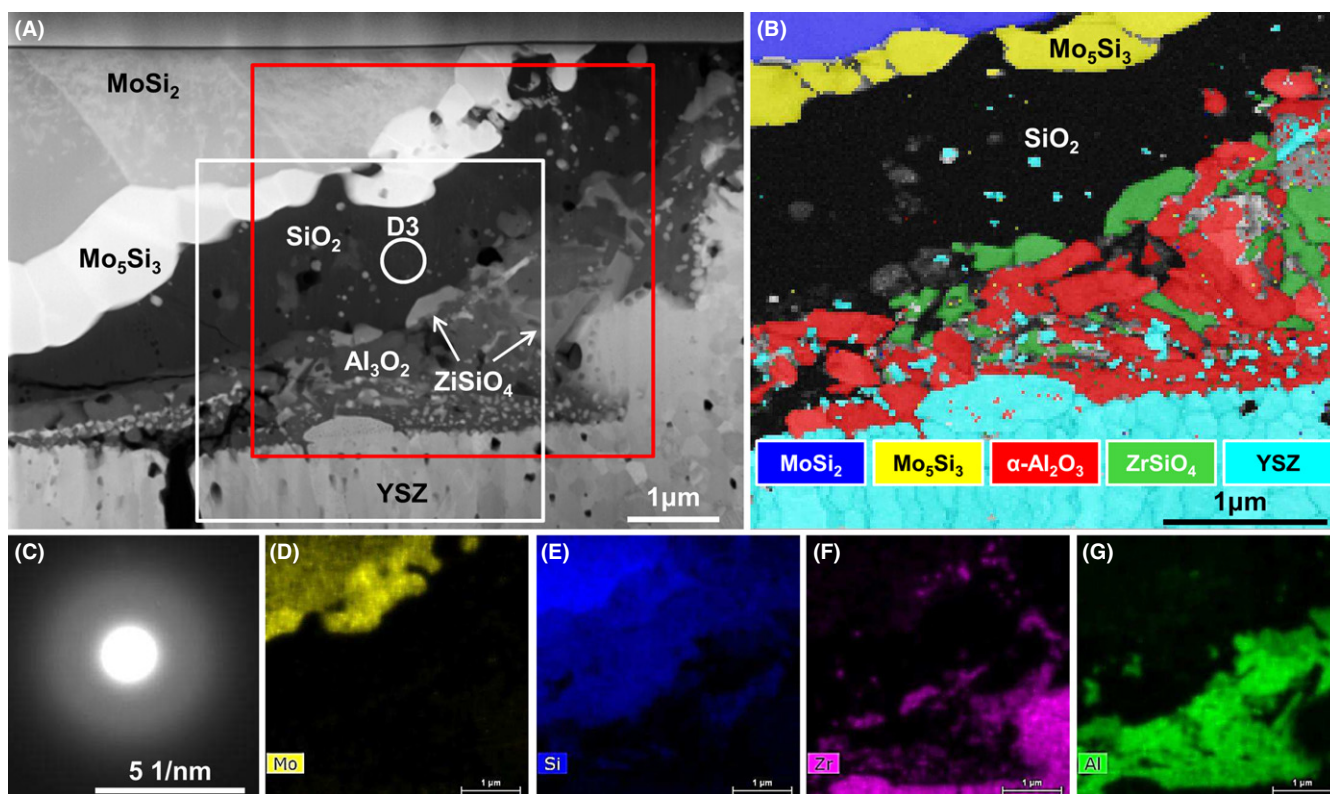 (A)
MoSi₂
Mo₅Si₃
SiO₂
D3
Al₃O₂
ZiSiO₄
YSZ
1µm
(B)
Mo₅Si₃
SiO₂
MoSi₂ Mo₅Si₃ α-Al₂O₃ ZrSiO₄ YSZ
1µm
(C)
5 1/nm
(D)
Mo
1 µm
(E)
Si
1 µm
(F)
Zr
1 µm
(G)
Al
1 µm